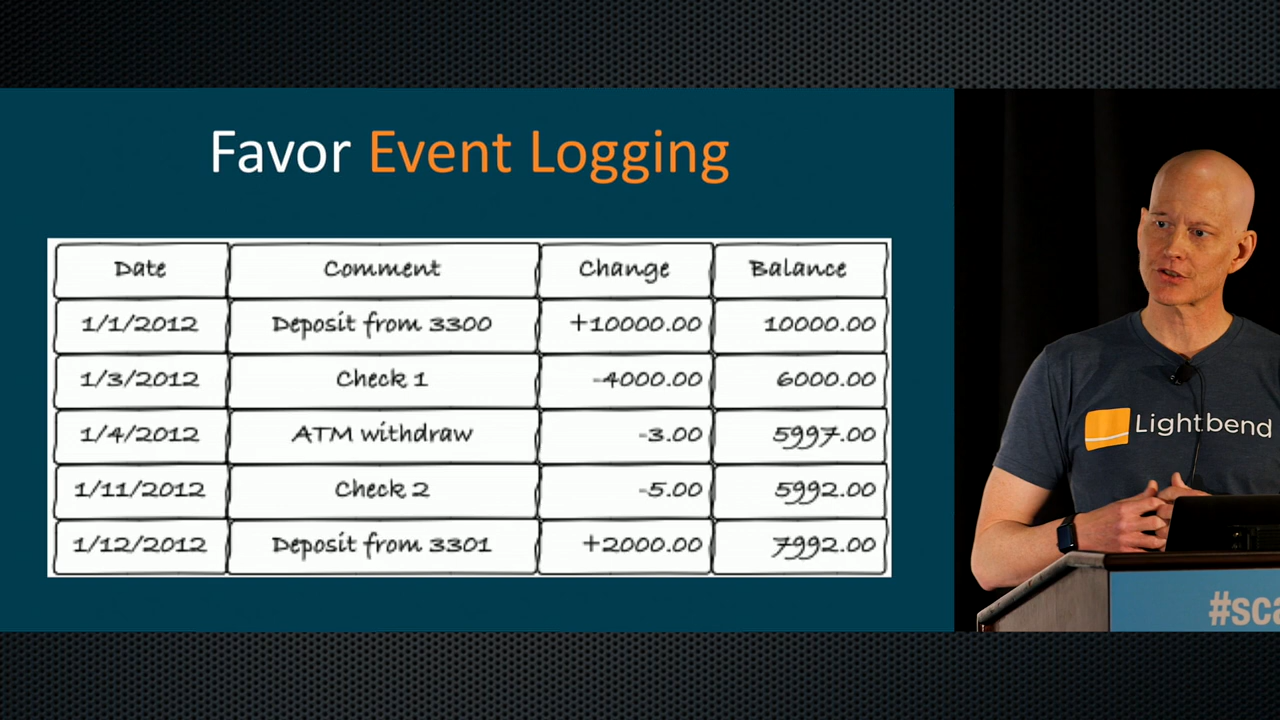 Favor Event Logging
Date Comment Change Balance
1/1/2012 Deposit from 3300 +10000.00 10000.00
1/3/2012 Check 1 -4000.00 6000.00
1/4/2012 ATM withdraw -3.00 5997.00
1/11/2012 Check 2 -5.00 5992.00
1/12/2012 Deposit from 3301 +2000.00 7992.00
Lightbend
#sca